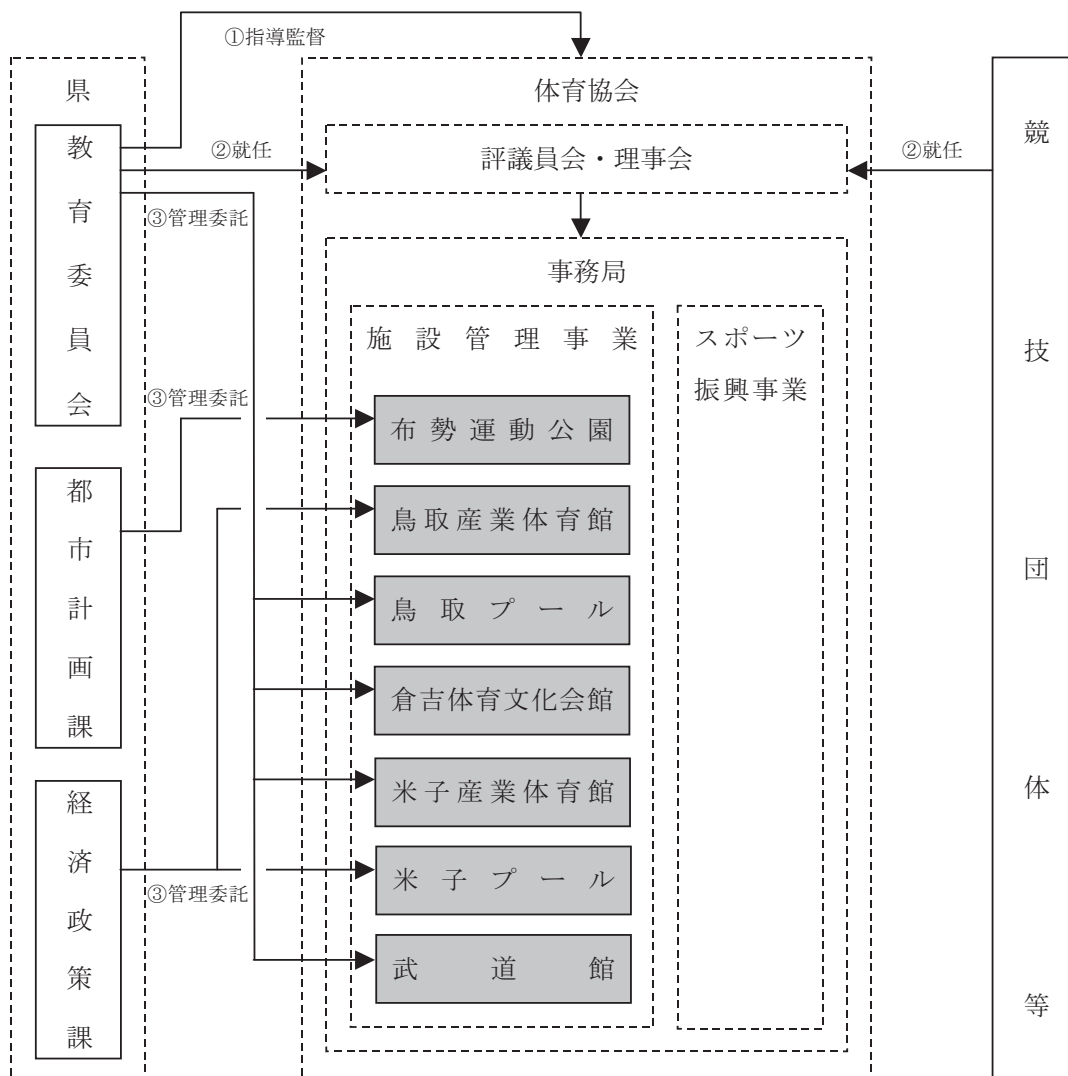 ①指導監督
県
教育委員会
都市計画課
経済政策課
②就任
③管理委託
③管理委託
③管理委託
体育協会
評議員会・理事会
事務局
施設管理事業
布勢運動公園
鳥取産業体育館
鳥取プール
倉吉体育文化会館
米子産業体育館
米子プール
武道館
スポーツ
振興事業
②就任
競技団体等